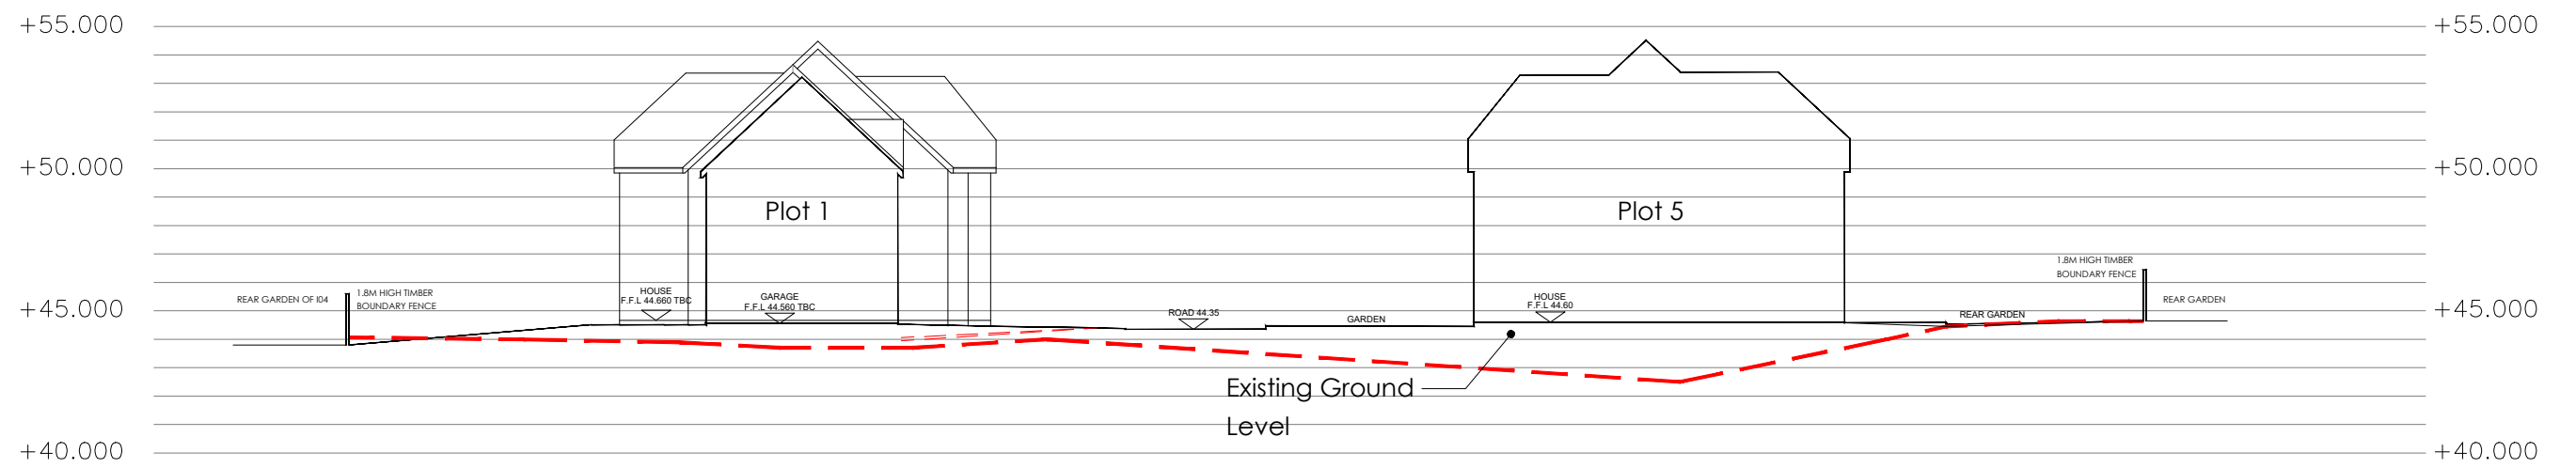 +55.000
+55.000
+50.000
+50.000
Plot 1
Plot 5
1.8M HIGH TIMBER
BOUNDARY FENCE
REAR GARDEN OF I04
1.8M HIGH TIMBER
BOUNDARY FENCE
HOUSE
F.F.L 44.660 TBC
GARAGE
F.F.L 44.560 TBC
HOUSE
F.F.L 44.60
REAR GARDEN
+45.000
ROAD 44.35
GARDEN
REAR GARDEN
+45.000
Existing Ground
Level
+40.000
+40.000